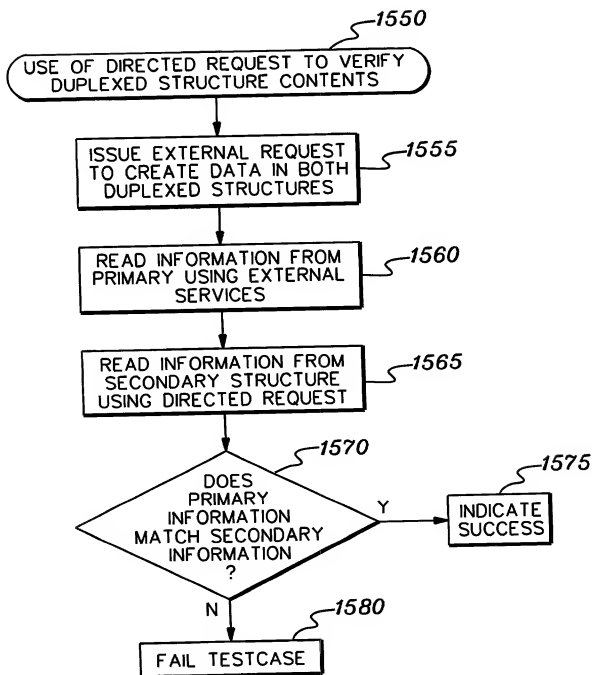 1550
USE OF DIRECTED REQUEST TO VERIFY
DUPLEXED STRUCTURE CONTENTS
ISSUE EXTERNAL REQUEST
TO CREATE DATA IN BOTH
DUPLEXED STRUCTURES
1555
READ INFORMATION FROM
PRIMARY USING EXTERNAL
SERVICES
1560
READ INFORMATION FROM
SECONDARY STRUCTURE
USING DIRECTED REQUEST
1565
1570
DOES
PRIMARY
INFORMATION
MATCH SECONDARY
INFORMATION
?
Y
1575
INDICATE
SUCCESS
N
1580
FAIL TESTCASE